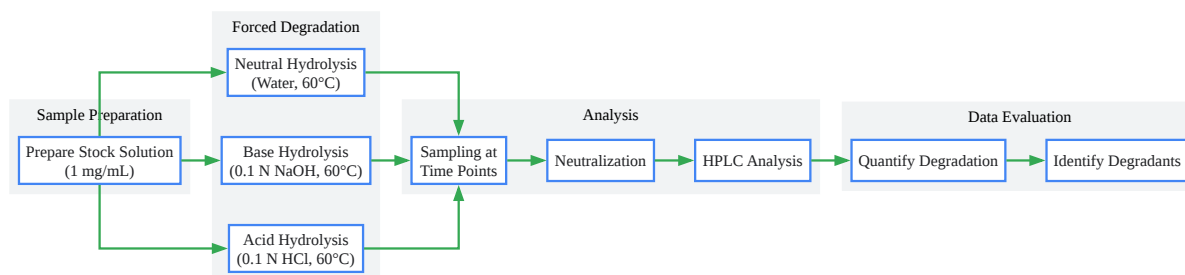 Forced Degradation
Neutral Hydrolysis
(Water, 60°C)
Sample Preparation
Prepare Stock Solution
(1 mg/mL)
Base Hydrolysis
(0.1 N NaOH, 60°C)
Acid Hydrolysis
(0.1 N HCl, 60°C)
Analysis
Sampling at
Time Points
Neutralization
HPLC Analysis
Data Evaluation
Quantify Degradation
Identify Degradants